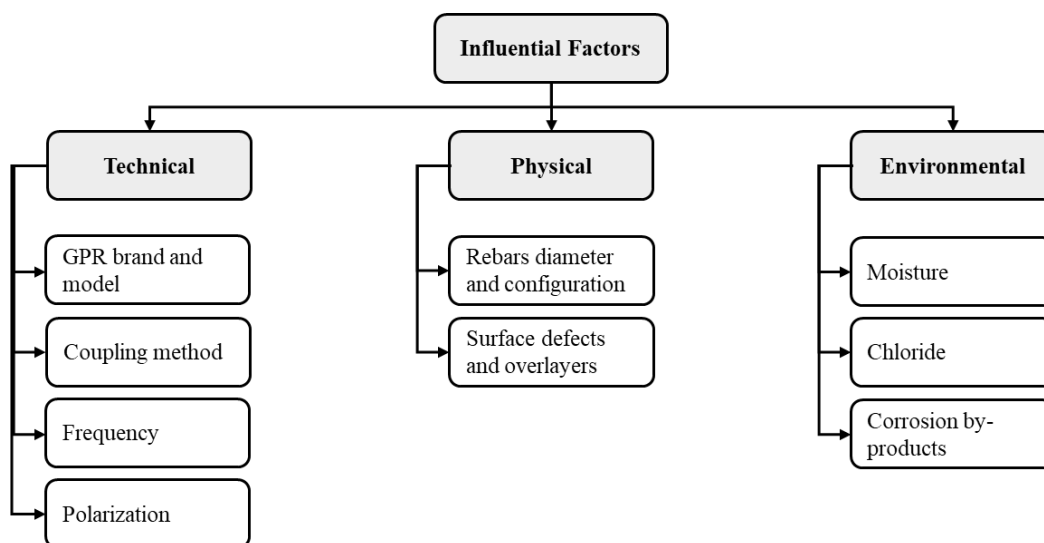 Influential Factors
Technical
Physical
Environmental
GPR brand and
model
Coupling method
Frequency
Polarization
Rebars diameter
and configuration
Surface defects
and overlayers
Moisture
Chloride
Corrosion by-
products